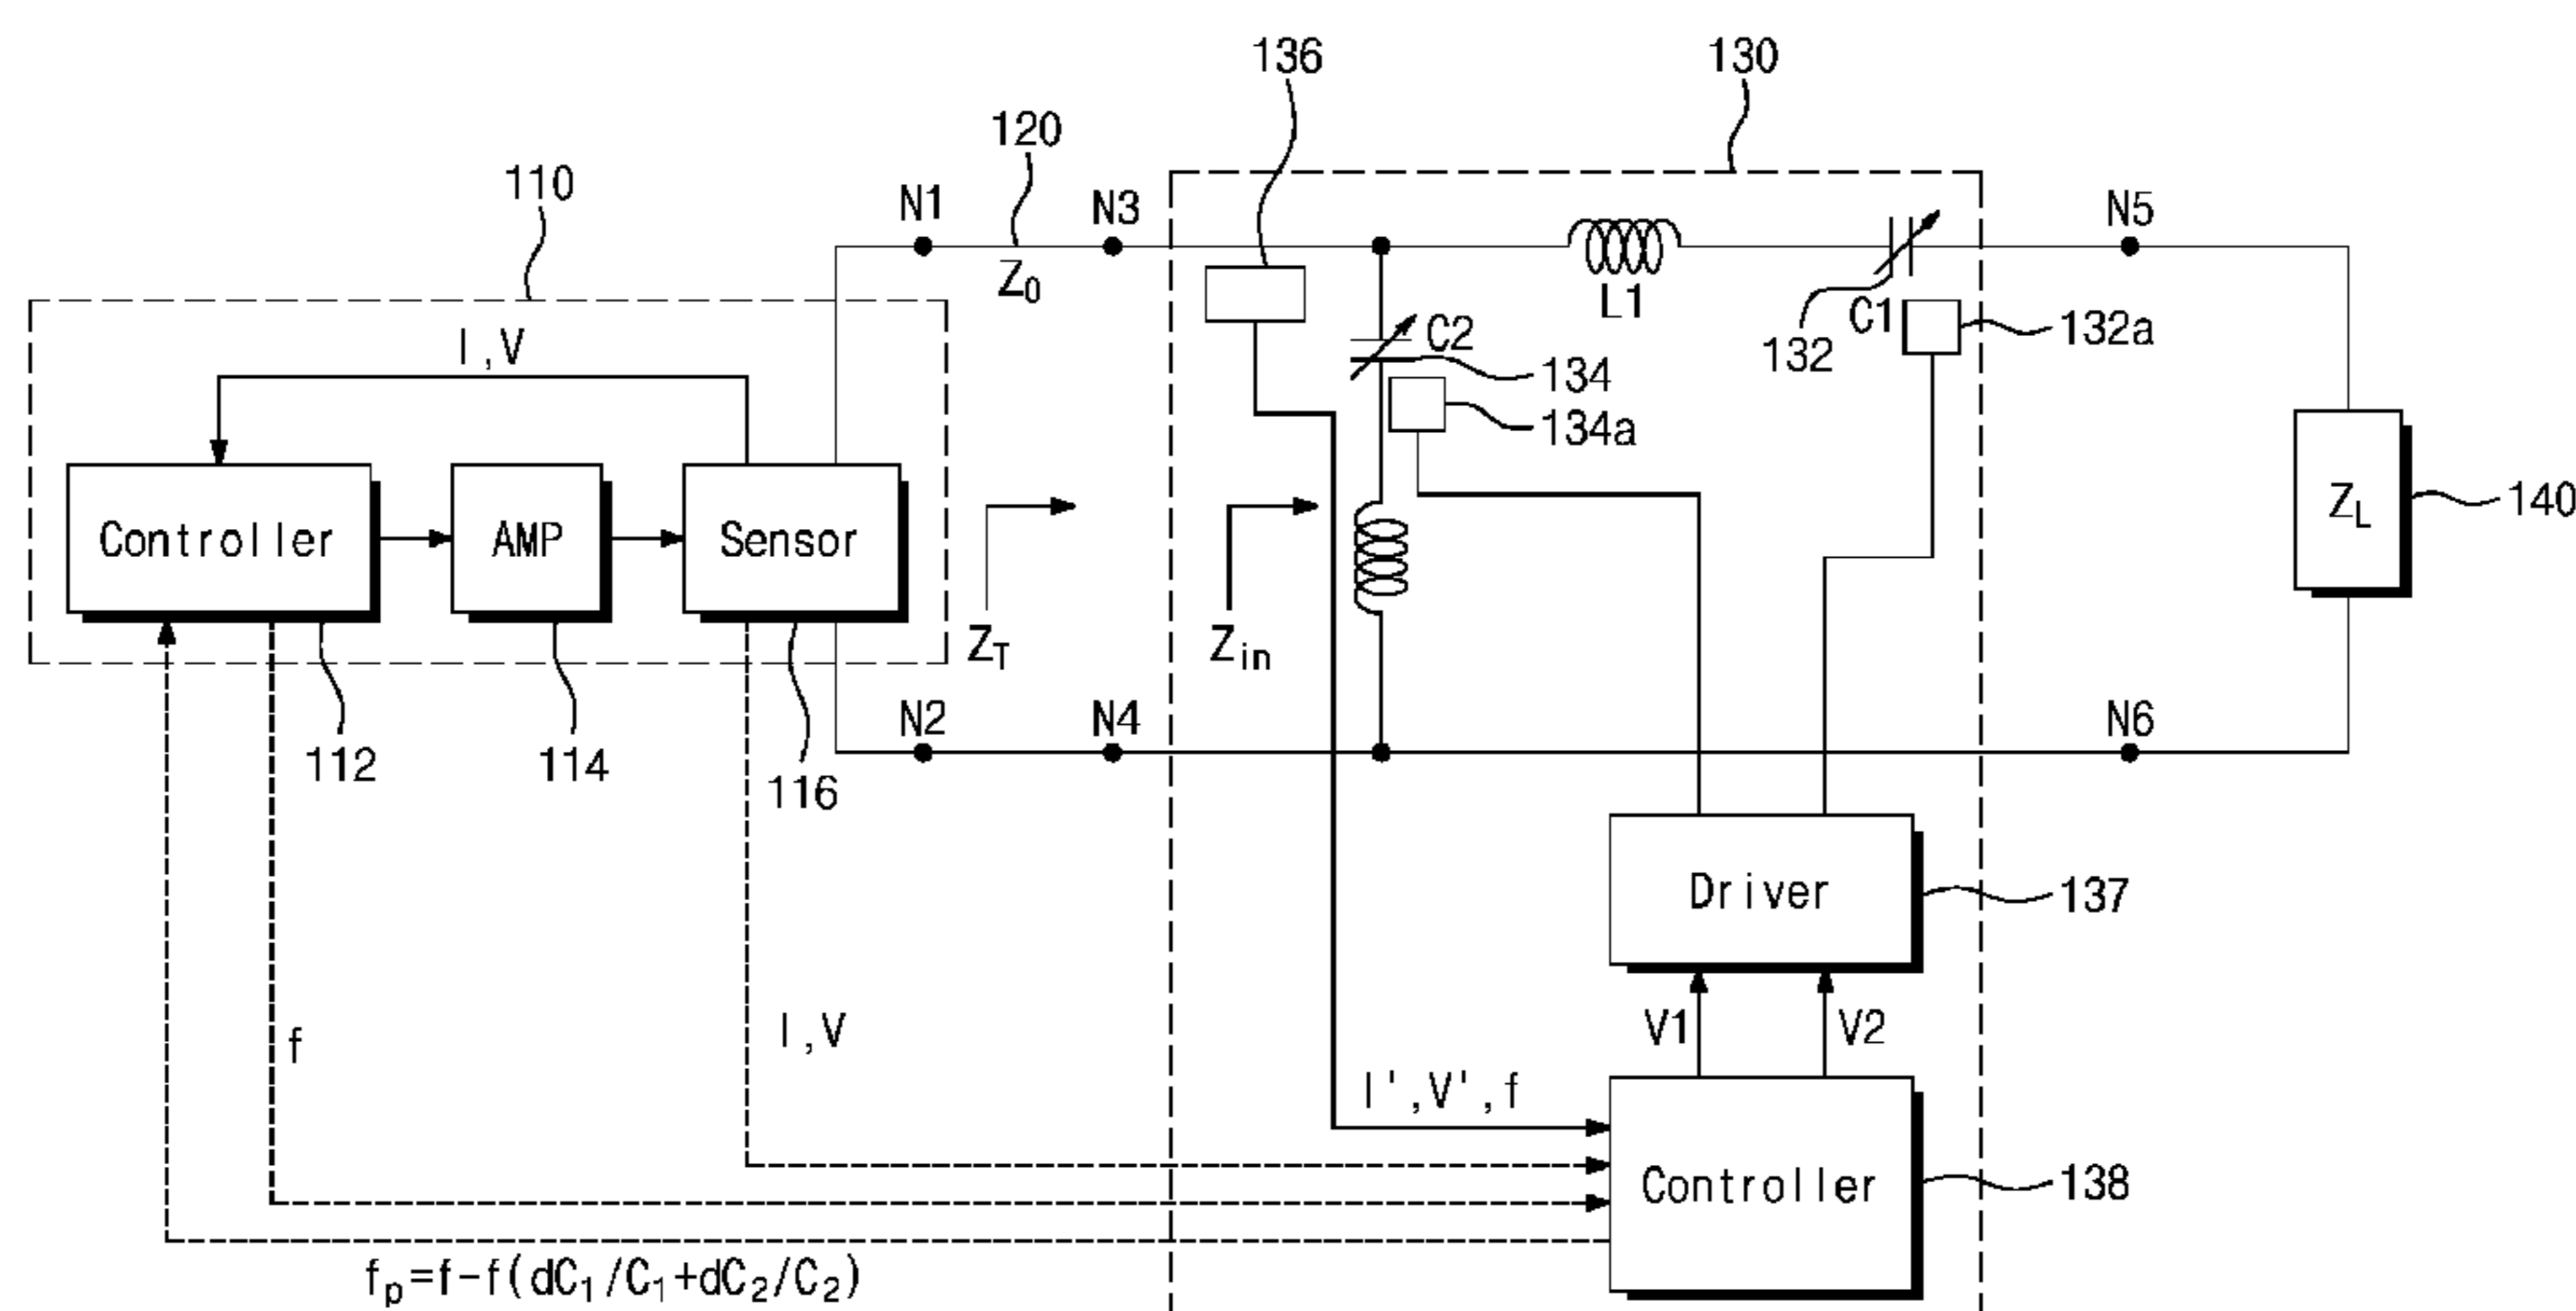 136
130
120
110
N1
N3
N5
Z0
L1
C1
132
132a
I,V
C2
134
134a
Controller
AMP
Sensor
ZL
140
ZT
Zin
N2
N4
N6
112
114
116
Driver
137
f
I,V
V1
V2
I',V',f
Controller
138
fp=f-f(dC1/C1+dC2/C2)